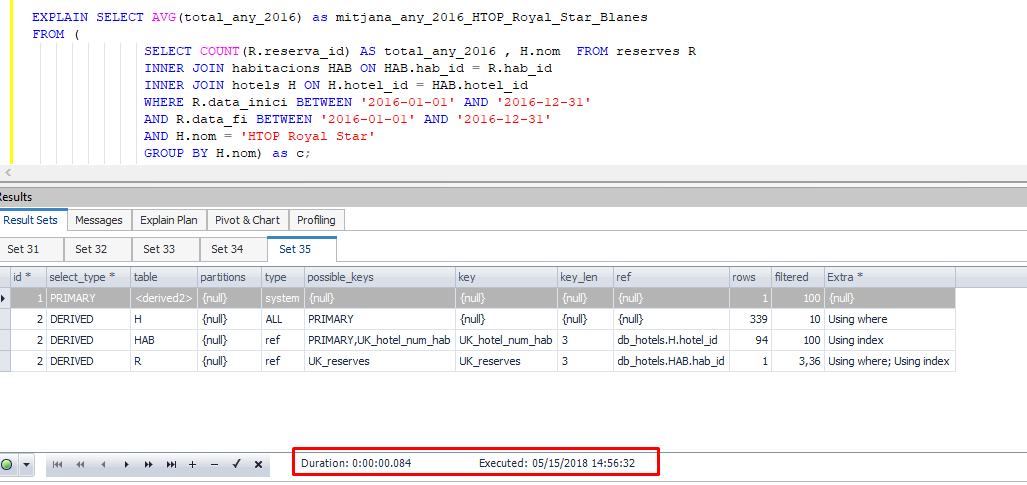 EXPLAIN SELECT AVG(total_any_2016) as mitjana_any_2016_HTOP_Royal_Star_Blanes
FROM (
SELECT COUNT(R.reserva_id) AS total_any_2016 , H.nom  FROM reserves R
INNER JOIN habitacions HAB ON HAB.hab_id = R.hab_id
INNER JOIN hotels H ON H.hotel_id = HAB.hotel_id
WHERE R.data_inici BETWEEN '2016-01-01' AND '2016-12-31'
AND R.data_fi BETWEEN '2016-01-01' AND '2016-12-31'
AND H.nom = 'HTOP Royal Star'
GROUP BY H.nom) as c;
Results
Result Sets Messages Explain Plan Pivot & Chart Profiling
Set 31 Set 32 Set 33 Set 34 Set 35
id * select_type * table partitions type possible_keys key key_len ref rows filtered Extra *
1 PRIMARY <derived2> {null} system {null} {null} {null} {null} 1 100 {null}
2 DERIVED H {null} ALL PRIMARY {null} {null} {null} 339 10 Using where
2 DERIVED HAB {null} ref PRIMARY,UK_hotel_num_hab UK_hotel_num_hab 3 db_hotels.H.hotel_id 94 100 Using index
2 DERIVED R {null} ref UK_reserves UK_reserves 3 db_hotels.HAB.hab_id 1 3,36 Using where; Using index
Duration: 0:00:00.084 Executed: 05/15/2018 14:56:32